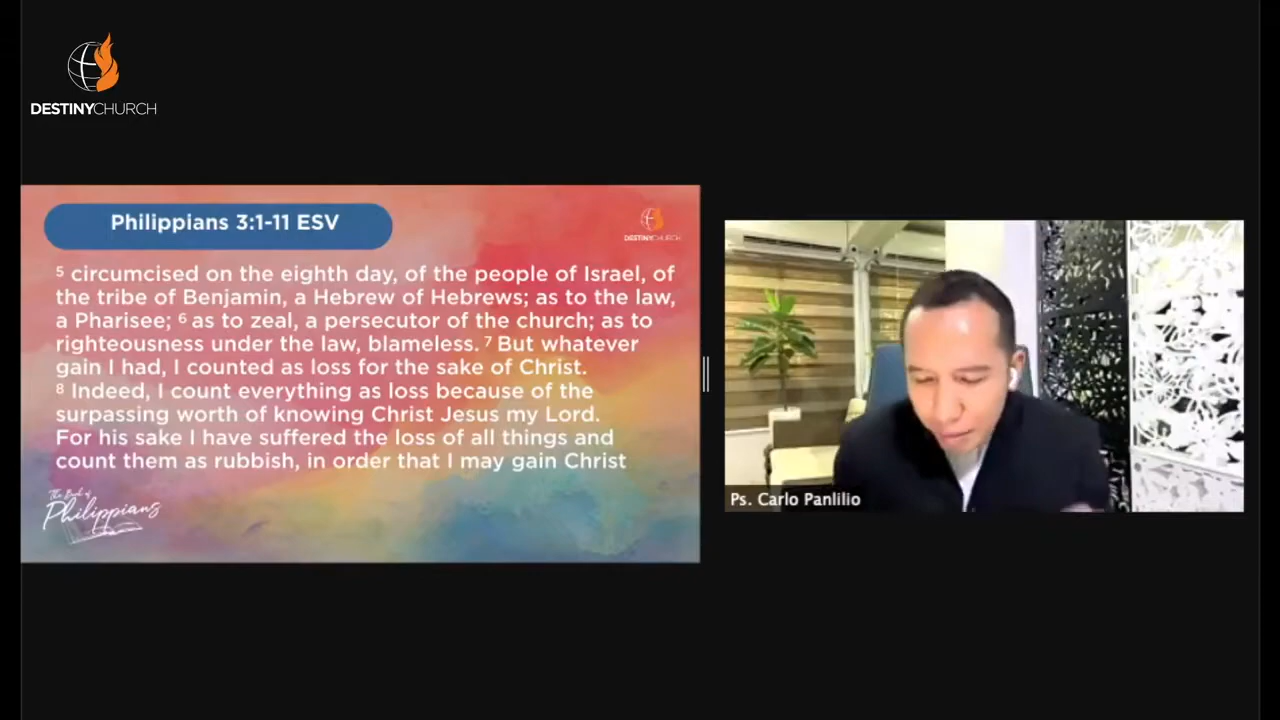 DESTINYCHURCH
Philippians 3:1-11 ESV
DESTINYCHURCH
5 circumcised on the eighth day, of the people of Israel, of
the tribe of Benjamin, a Hebrew of Hebrews; as to the law,
a Pharisee; 6 as to zeal, a persecutor of the church; as to
righteousness under the law, blameless. 7 But whatever
gain I had, I counted as loss for the sake of Christ.
8 Indeed, I count everything as loss because of the
surpassing worth of knowing Christ Jesus my Lord.
For his sake I have suffered the loss of all things and
count them as rubbish, in order that I may gain Christ
The Book of
Philippians
Ps. Carlo Panlilio